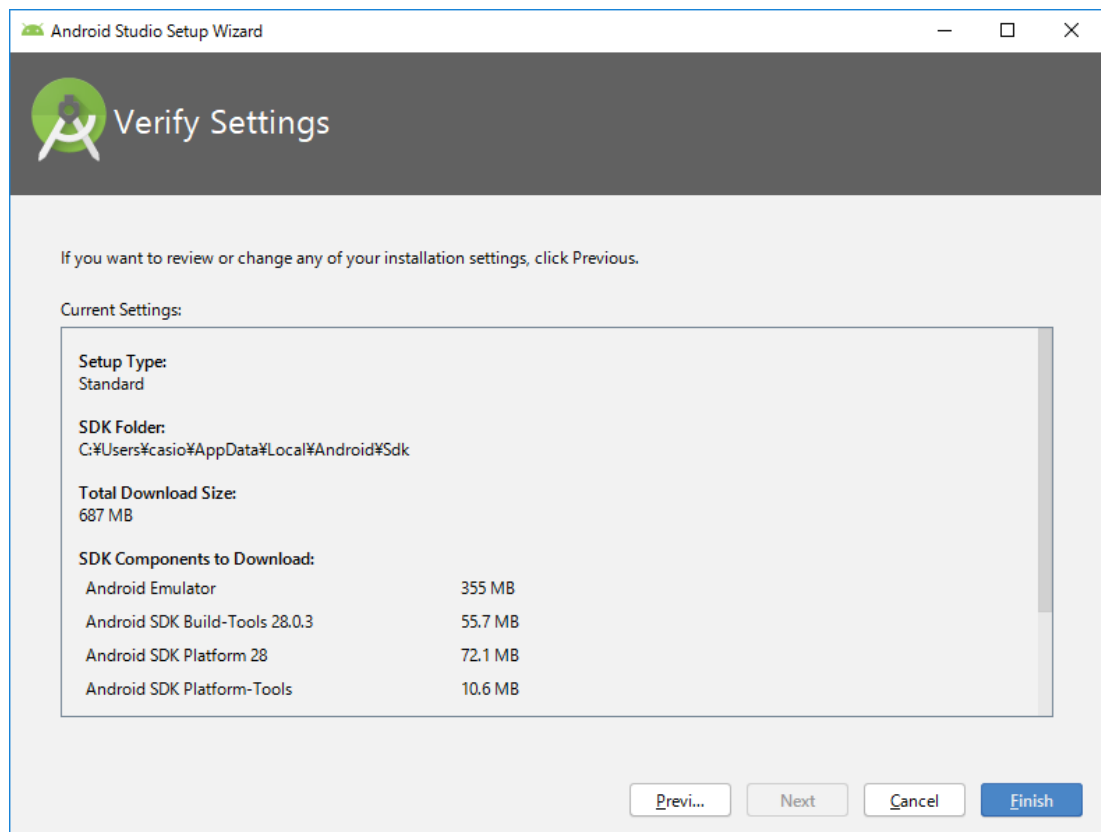 Android Studio Setup Wizard
Verify Settings
If you want to review or change any of your installation settings, click Previous.
Current Settings:
Setup Type:
Standard
SDK Folder:
C:¥Users¥casio¥AppData¥Local¥Android¥Sdk
Total Download Size:
687 MB
SDK Components to Download:
Android Emulator 355 MB
Android SDK Build-Tools 28.0.3 55.7 MB
Android SDK Platform 28 72.1 MB
Android SDK Platform-Tools 10.6 MB
Previ... Next Cancel Finish